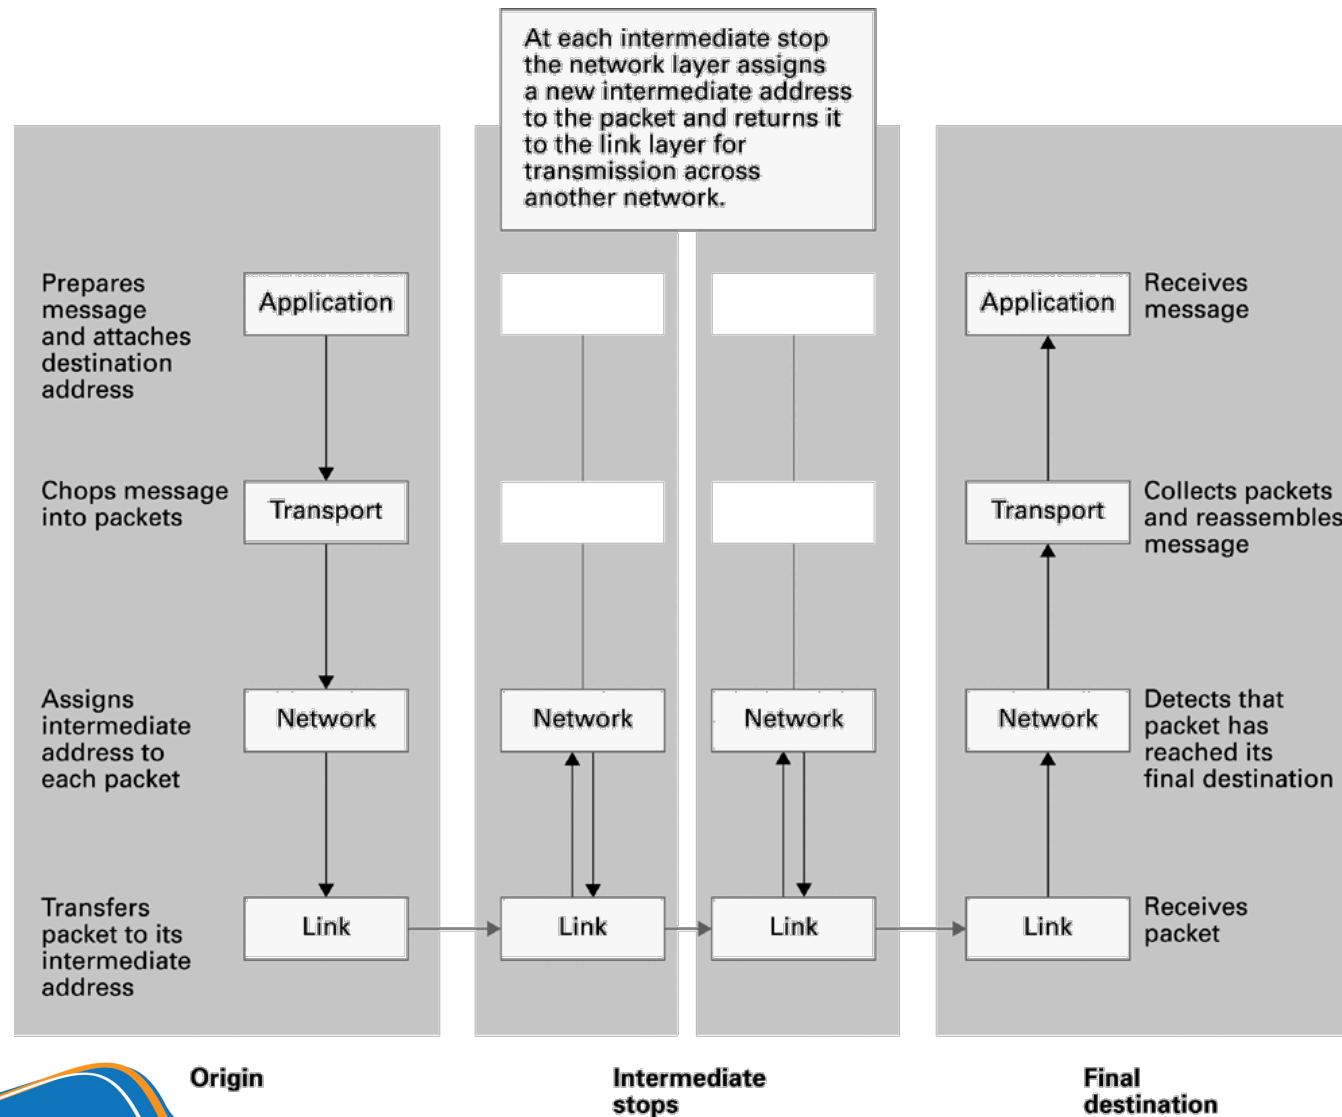 At each intermediate stop
the network layer assigns
a new intermediate address
to the packet and returns it
to the link layer for
transmission across
another network.
Prepares
message
and attaches
destination
address
Application
Application
Receives
message
Chops message
into packets
Transport
Transport
Collects packets
and reassembles
message
Assigns
intermediate
address to
each packet
Network
Network
Network
Network
Detects that
packet has
reached its
final destination
Transfers
packet to its
intermediate
address
Link
Link
Link
Link
Receives
packet
Origin
Intermediate
stops
Final
destination